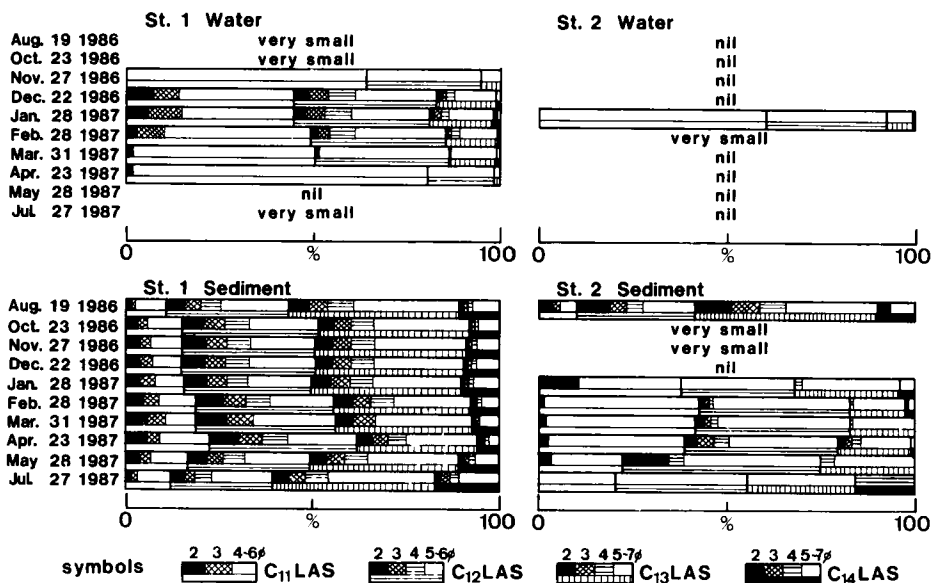 St. 1 Water
St. 2 Water
Aug. 19 1986 very small nil
Oct. 23 1986 very small nil
Nov. 27 1986 nil
Dec. 22 1986 nil
Jan. 28 1987
Feb. 28 1987 very small
Mar. 31 1987 nil
Apr. 23 1987 nil
May 28 1987 nil nil
Jul. 27 1987 very small nil
0 % 100 0 % 100
St. 1 Sediment
St. 2 Sediment
Aug. 19 1986
Oct. 23 1986 very small
Nov. 27 1986 very small
Dec. 22 1986 nil
Jan. 28 1987
Feb. 28 1987
Mar. 31 1987
Apr. 23 1987
May 28 1987
Jul. 27 1987
0 % 100 0 % 100
2 3 4-6ø 2 3 4 5-6ø 2 3 4 5-7ø 2 3 4 5-7ø
symbols C11LAS C12LAS C13LAS C14LAS